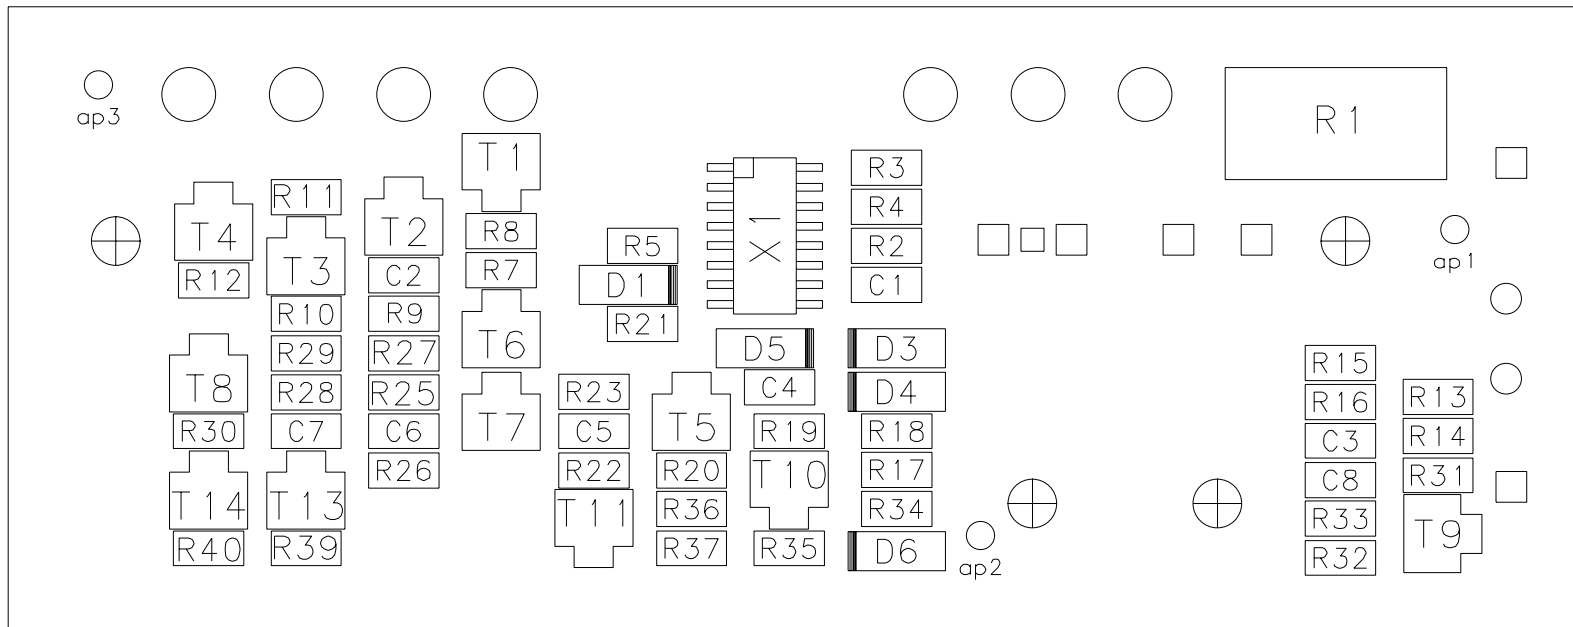 ap3
R1
T1
R3
R11
R4
T4
T2
R8
X1
R5
R2
ap1
T3
R12
C2
R7
D1
C1
R10
R9
R21
T6
R29
R27
D5
D3
R15
T8
R28
R25
R23
C4
D4
R16
R13
R30
C7
C6
T7
C5
T5
R19
R18
C3
R14
R26
R22
R20
T10
R17
C8
R31
T14
T13
T11
R36
R34
R33
T9
R40
R39
R37
R35
D6
ap2
R32